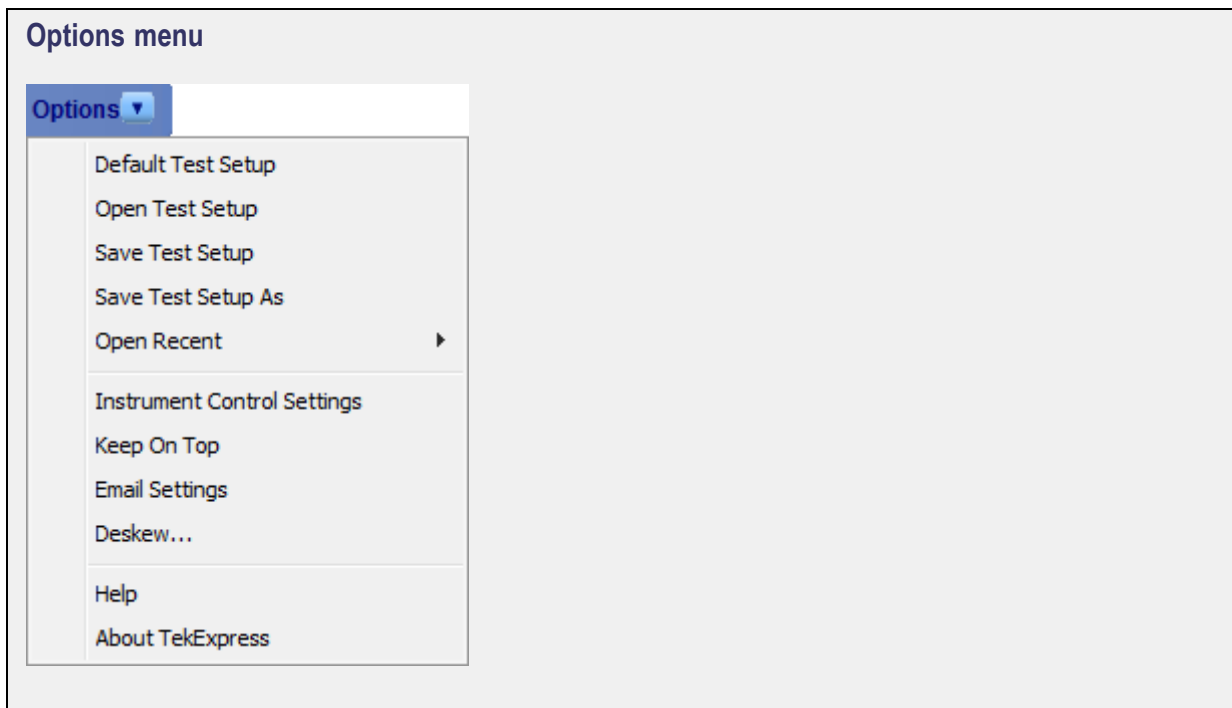 Options menu
Options
Default Test Setup
Open Test Setup
Save Test Setup
Save Test Setup As
Open Recent
Instrument Control Settings
Keep On Top
Email Settings
Deskew...
Help
About TekExpress